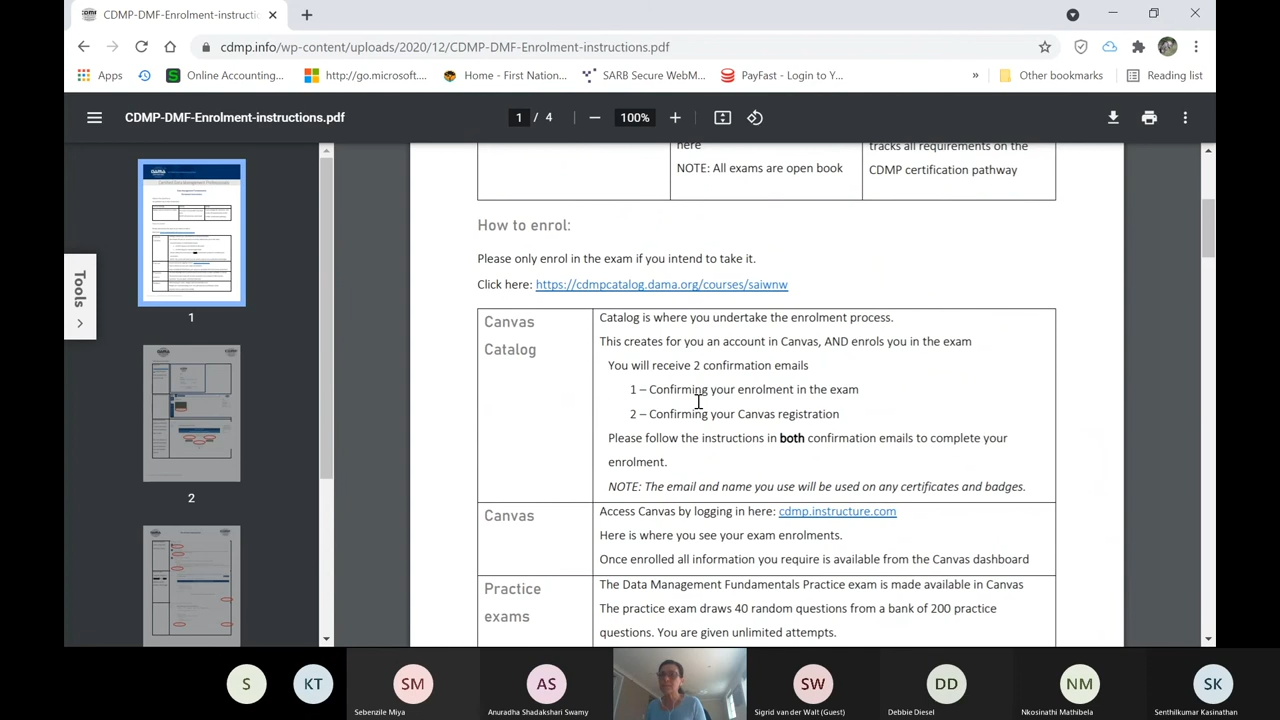 CDMP-DMF-Enrolment-instructi
cdmp.info/wp-content/uploads/2020/12/CDMP-DMF-Enrolment-instructions.pdf
Apps
Online Accounting...
http://go.microsoft....
Home - First Nation...
SARB Secure WebM...
PayFast - Login to Y...
»
Other bookmarks
Reading list
CDMP-DMF-Enrolment-instructions.pdf
1 / 4
100%
here
NOTE: All exams are open book
tracks all requirements on the
CDMP certification pathway
How to enrol:
Please only enrol in the exam if you intend to take it.
Click here: https://cdmpcatalog.dama.org/courses/saiwnw
Canvas
Catalog
Catalog is where you undertake the enrolment process.
This creates for you an account in Canvas, AND enrols you in the exam
You will receive 2 confirmation emails
1 – Confirming your enrolment in the exam
2 – Confirming your Canvas registration
Please follow the instructions in both confirmation emails to complete your
enrolment.
NOTE: The email and name you use will be used on any certificates and badges.
Canvas
Access Canvas by logging in here: cdmp.instructure.com
Here is where you see your exam enrolments.
Once enrolled all information you require is available from the Canvas dashboard
Practice
exams
The Data Management Fundamentals Practice exam is made available in Canvas
The practice exam draws 40 random questions from a bank of 200 practice
questions. You are given unlimited attempts.
Tools
1
2
S
KT
SM
Sebenzile Miya
AS
Anuradha Shadakshari Swamy
SW
Sigrid van der Walt (Guest)
DD
Debbie Diesel
NM
Nkosinathi Mathibela
SK
Senthilkumar Kasinathan